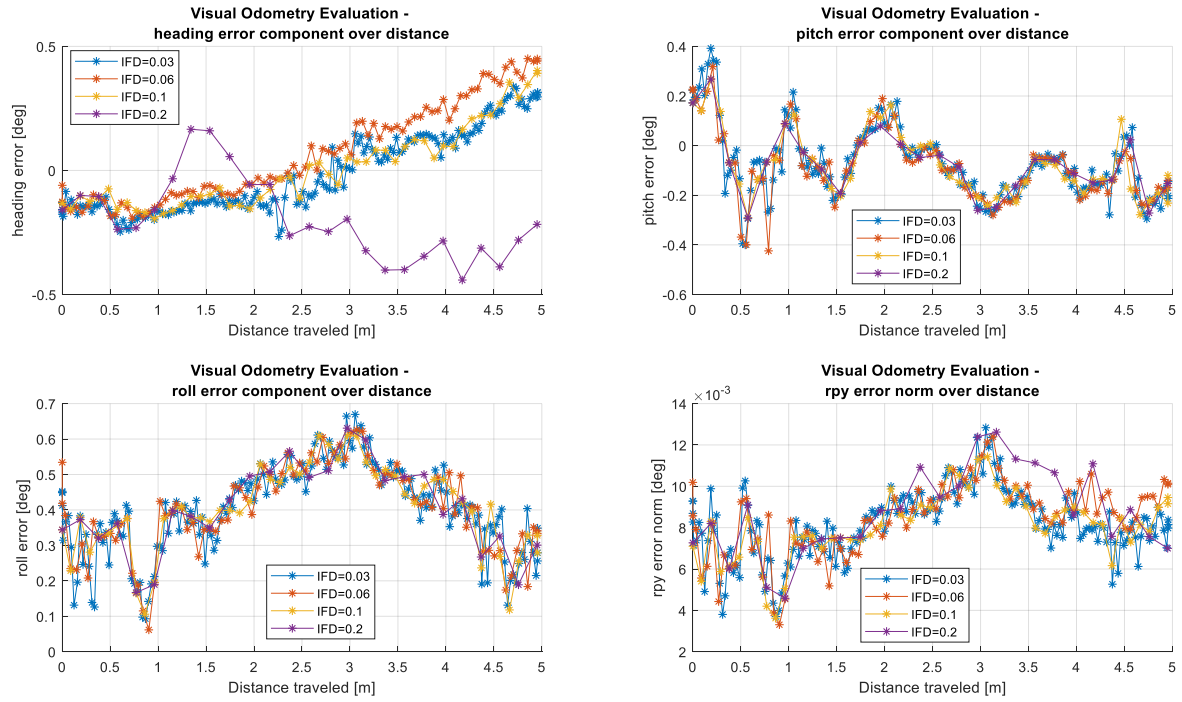 Visual Odometry Evaluation -
heading error component over distance
0.5
0
-0.5
heading error [deg]
IFD=0.03
IFD=0.06
IFD=0.1
IFD=0.2
0 0.5 1 1.5 2 2.5 3 3.5 4 4.5 5
Distance traveled [m]
Visual Odometry Evaluation -
pitch error component over distance
0.4
0.2
0
-0.2
-0.4
-0.6
pitch error [deg]
IFD=0.03
IFD=0.06
IFD=0.1
IFD=0.2
0 0.5 1 1.5 2 2.5 3 3.5 4 4.5 5
Distance traveled [m]
Visual Odometry Evaluation -
roll error component over distance
0.7
0.6
0.5
0.4
0.3
0.2
0.1
0
roll error [deg]
IFD=0.03
IFD=0.06
IFD=0.1
IFD=0.2
0 0.5 1 1.5 2 2.5 3 3.5 4 4.5 5
Distance traveled [m]
Visual Odometry Evaluation -
rpy error norm over distance
×10⁻³
14
12
10
8
6
4
2
rpy error norm [deg]
IFD=0.03
IFD=0.06
IFD=0.1
IFD=0.2
0 0.5 1 1.5 2 2.5 3 3.5 4 4.5 5
Distance traveled [m]